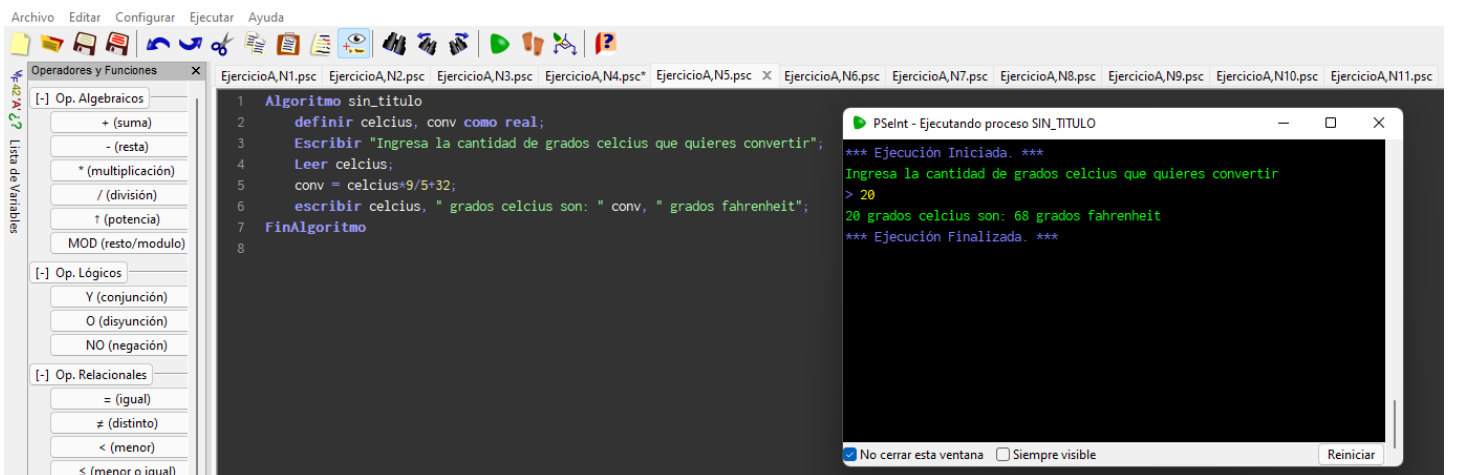 Archivo Editar Configurar Ejecutar Ayuda
Operadores y Funciones X
EjercicioA,N1.psc EjercicioA,N2.psc EjercicioA,N3.psc EjercicioA,N4.psc* EjercicioA,N5.psc X EjercicioA,N6.psc EjercicioA,N7.psc EjercicioA,N8.psc EjercicioA,N9.psc EjercicioA,N10.psc EjercicioA,N11.psc
*+ 42 'A' ¿? Lista de Variables
[-] Op. Algebraicos
+ (suma)
- (resta)
* (multiplicación)
/ (división)
↑ (potencia)
MOD (resto/modulo)
[-] Op. Lógicos
Y (conjunción)
O (disyunción)
NO (negación)
[-] Op. Relacionales
= (igual)
≠ (distinto)
< (menor)
≤ (menor o igual)
1 Algoritmo sin_titulo
2 definir celcius, conv como real;
3 Escribir "Ingresa la cantidad de grados celcius que quieres convertir";
4 Leer celcius;
5 conv = celcius*9/5+32;
6 escribir celcius, " grados celcius son: " conv, " grados fahrenheit";
7 FinAlgoritmo
8
PSeInt - Ejecutando proceso SIN_TITULO
*** Ejecución Iniciada. ***
Ingresa la cantidad de grados celcius que quieres convertir
> 20
20 grados celcius son: 68 grados fahrenheit
*** Ejecución Finalizada. ***
No cerrar esta ventana Siempre visible Reiniciar